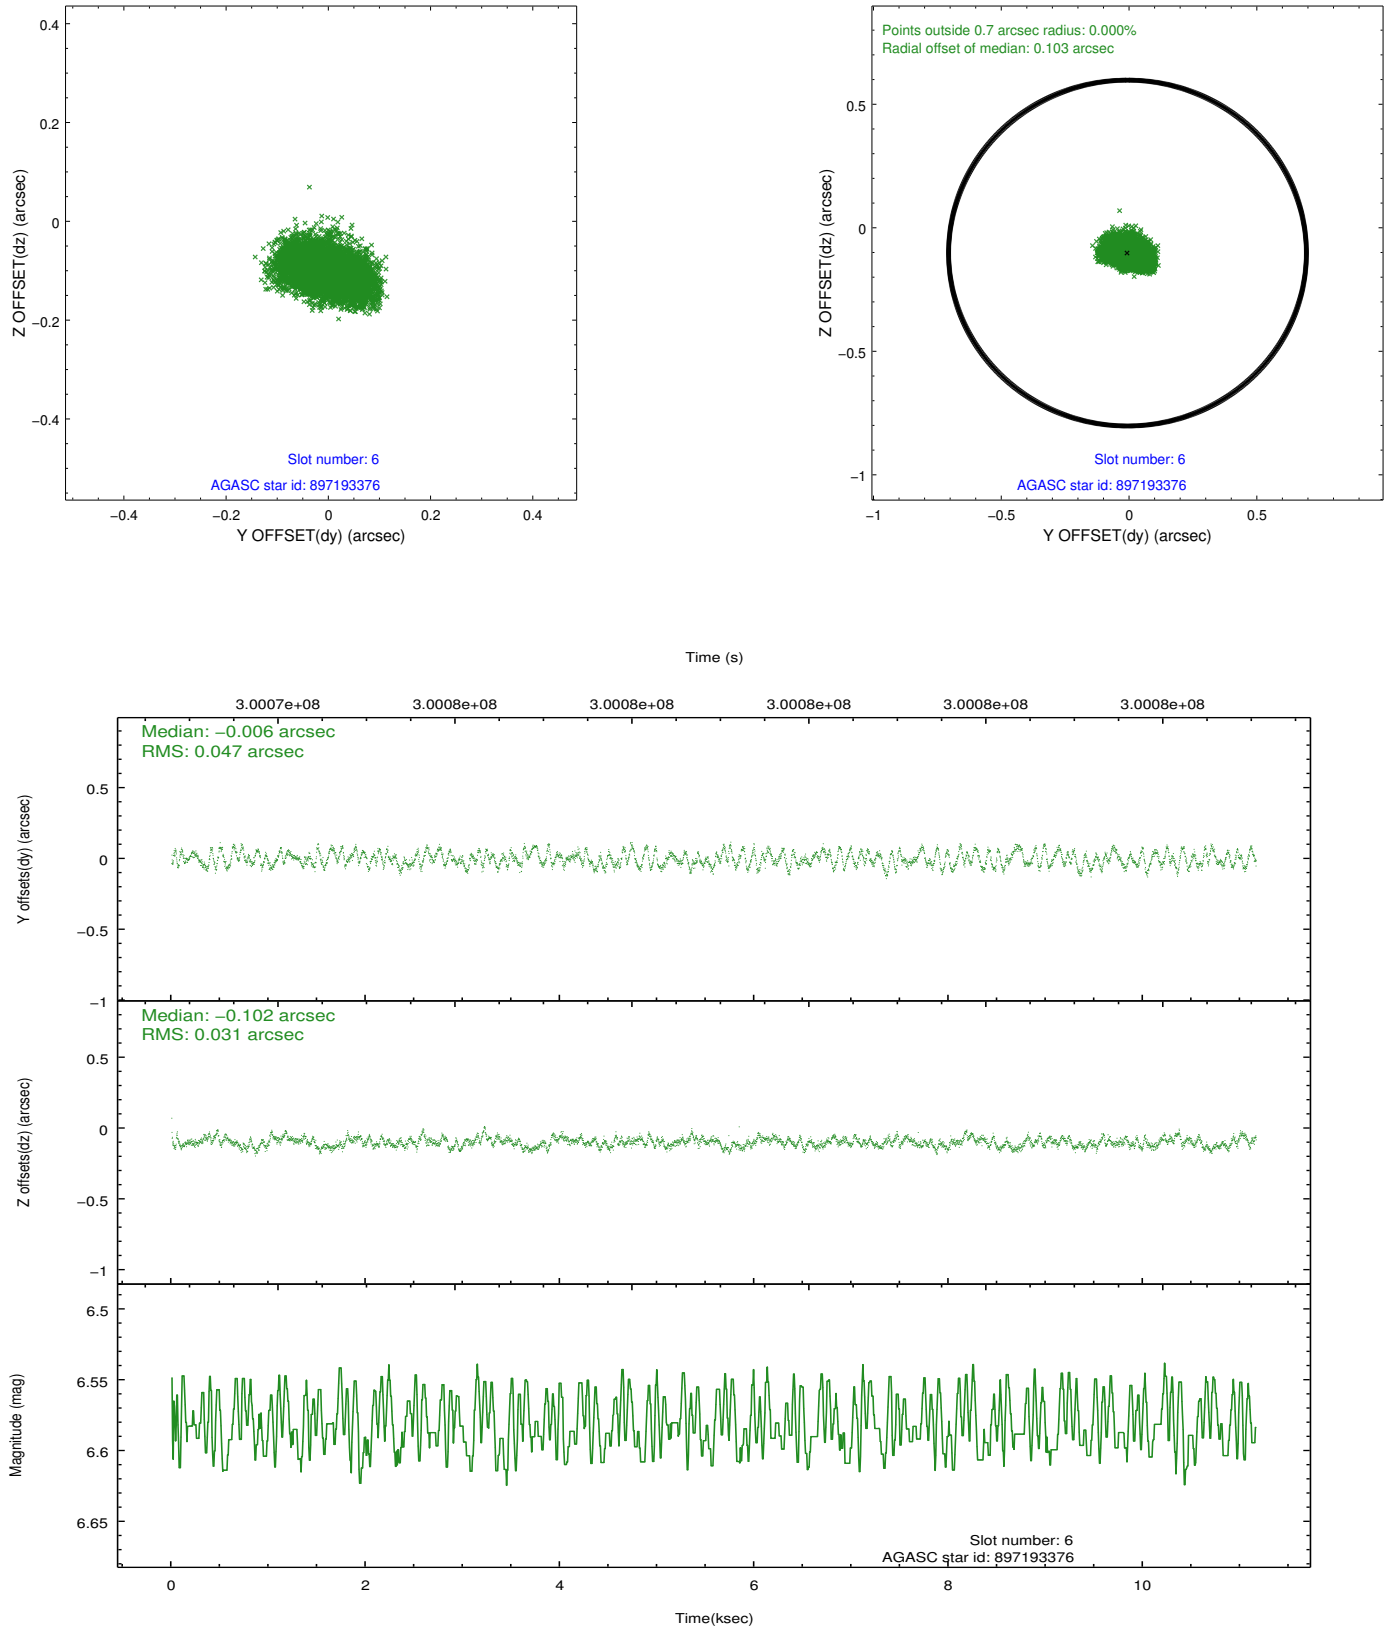 0.4
0.2
0
−0.2
−0.4
Z OFFSET(dz) (arcsec)
Slot number: 6
AGASC star id: 897193376
−0.4 −0.2 0 0.2 0.4
Y OFFSET(dy) (arcsec)
Points outside 0.7 arcsec radius: 0.000%
Radial offset of median: 0.103 arcsec
0.5
0
−0.5
−1
Z OFFSET(dz) (arcsec)
Slot number: 6
AGASC star id: 897193376
−1 −0.5 0 0.5
Y OFFSET(dy) (arcsec)
Time (s)
3.0007e+08 3.0008e+08 3.0008e+08 3.0008e+08 3.0008e+08 3.0008e+08
Median: −0.006 arcsec
RMS: 0.047 arcsec
0.5
0
−0.5
−1
Y offsets(dy) (arcsec)
Median: −0.102 arcsec
RMS: 0.031 arcsec
0.5
0
−0.5
−1
Z offsets(dz) (arcsec)
6.5
6.55
6.6
6.65
Magnitude (mag)
Slot number: 6
AGASC star id: 897193376
0 2 4 6 8 10
Time(ksec)